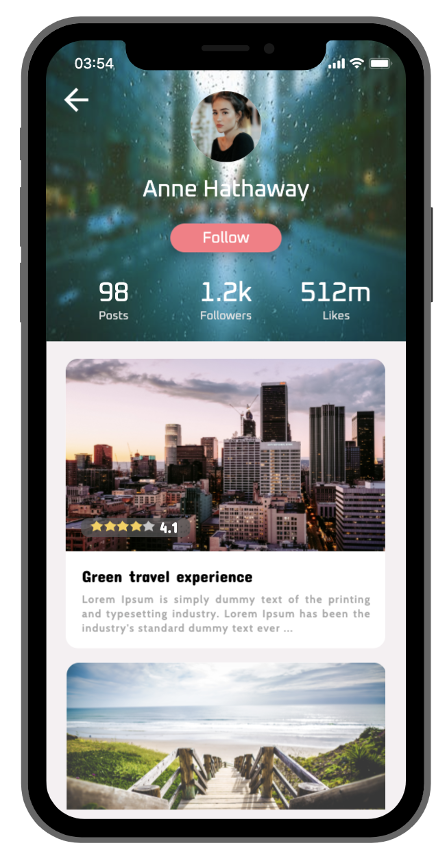 03:54
Anne Hathaway
Follow
98 1.2k 512m
Posts Followers Likes
4.1
Green travel experience
Lorem Ipsum is simply dummy text of the printing
and typesetting industry. Lorem Ipsum has been the
industry's standard dummy text ever ...